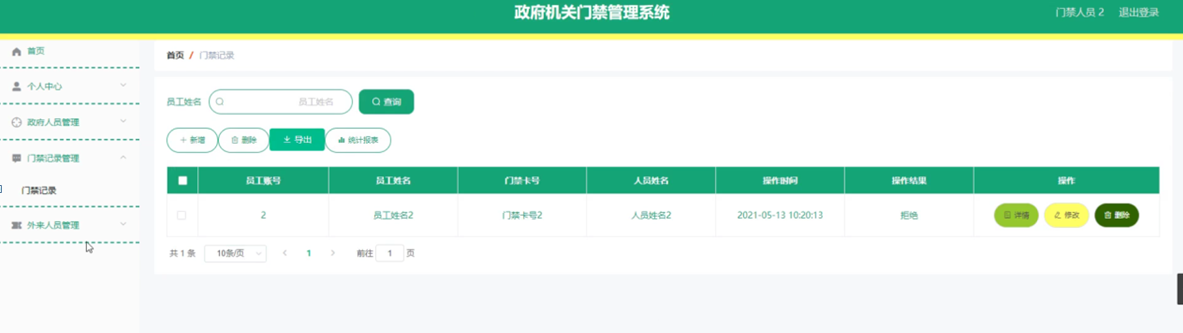 政府机关门禁管理系统
门禁人员 2 退出登录
首页
个人中心
政府人员管理
门禁记录管理
门禁记录
外来人员管理
首页 / 门禁记录
员工姓名 员工姓名 查询
新增 删除 导出 统计报表
员工账号 员工姓名 门禁卡号 人员姓名 操作时间 操作结果 操作
2 员工姓名2 门禁卡号2 人员姓名2 2021-05-13 10:20:13 拒绝 详情 修改 删除
共 1 条 10条/页 1 前往 1 页